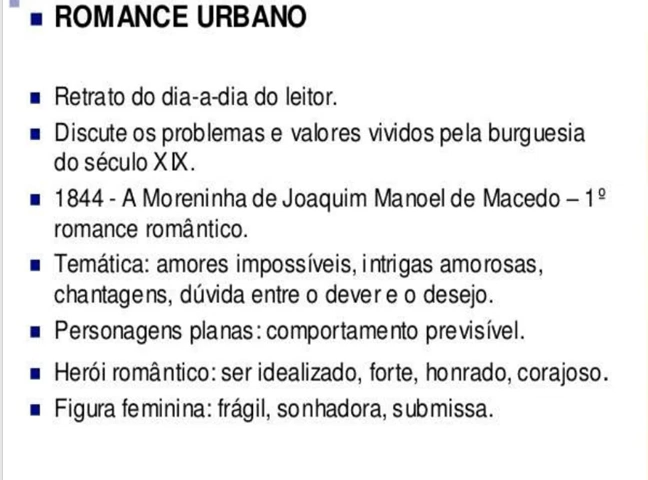 ROMANCE URBANO
Retrato do dia-a-dia do leitor.
Discute os problemas e valores vividos pela burguesia
do século XIX.
1844 - A Moreninha de Joaquim Manoel de Macedo – 1º
romance romântico.
Temática: amores impossíveis, intrigas amorosas,
chantagens, dúvida entre o dever e o desejo.
Personagens planas: comportamento previsível.
Herói romântico: ser idealizado, forte, honrado, corajoso.
Figura feminina: frágil, sonhadora, submissa.